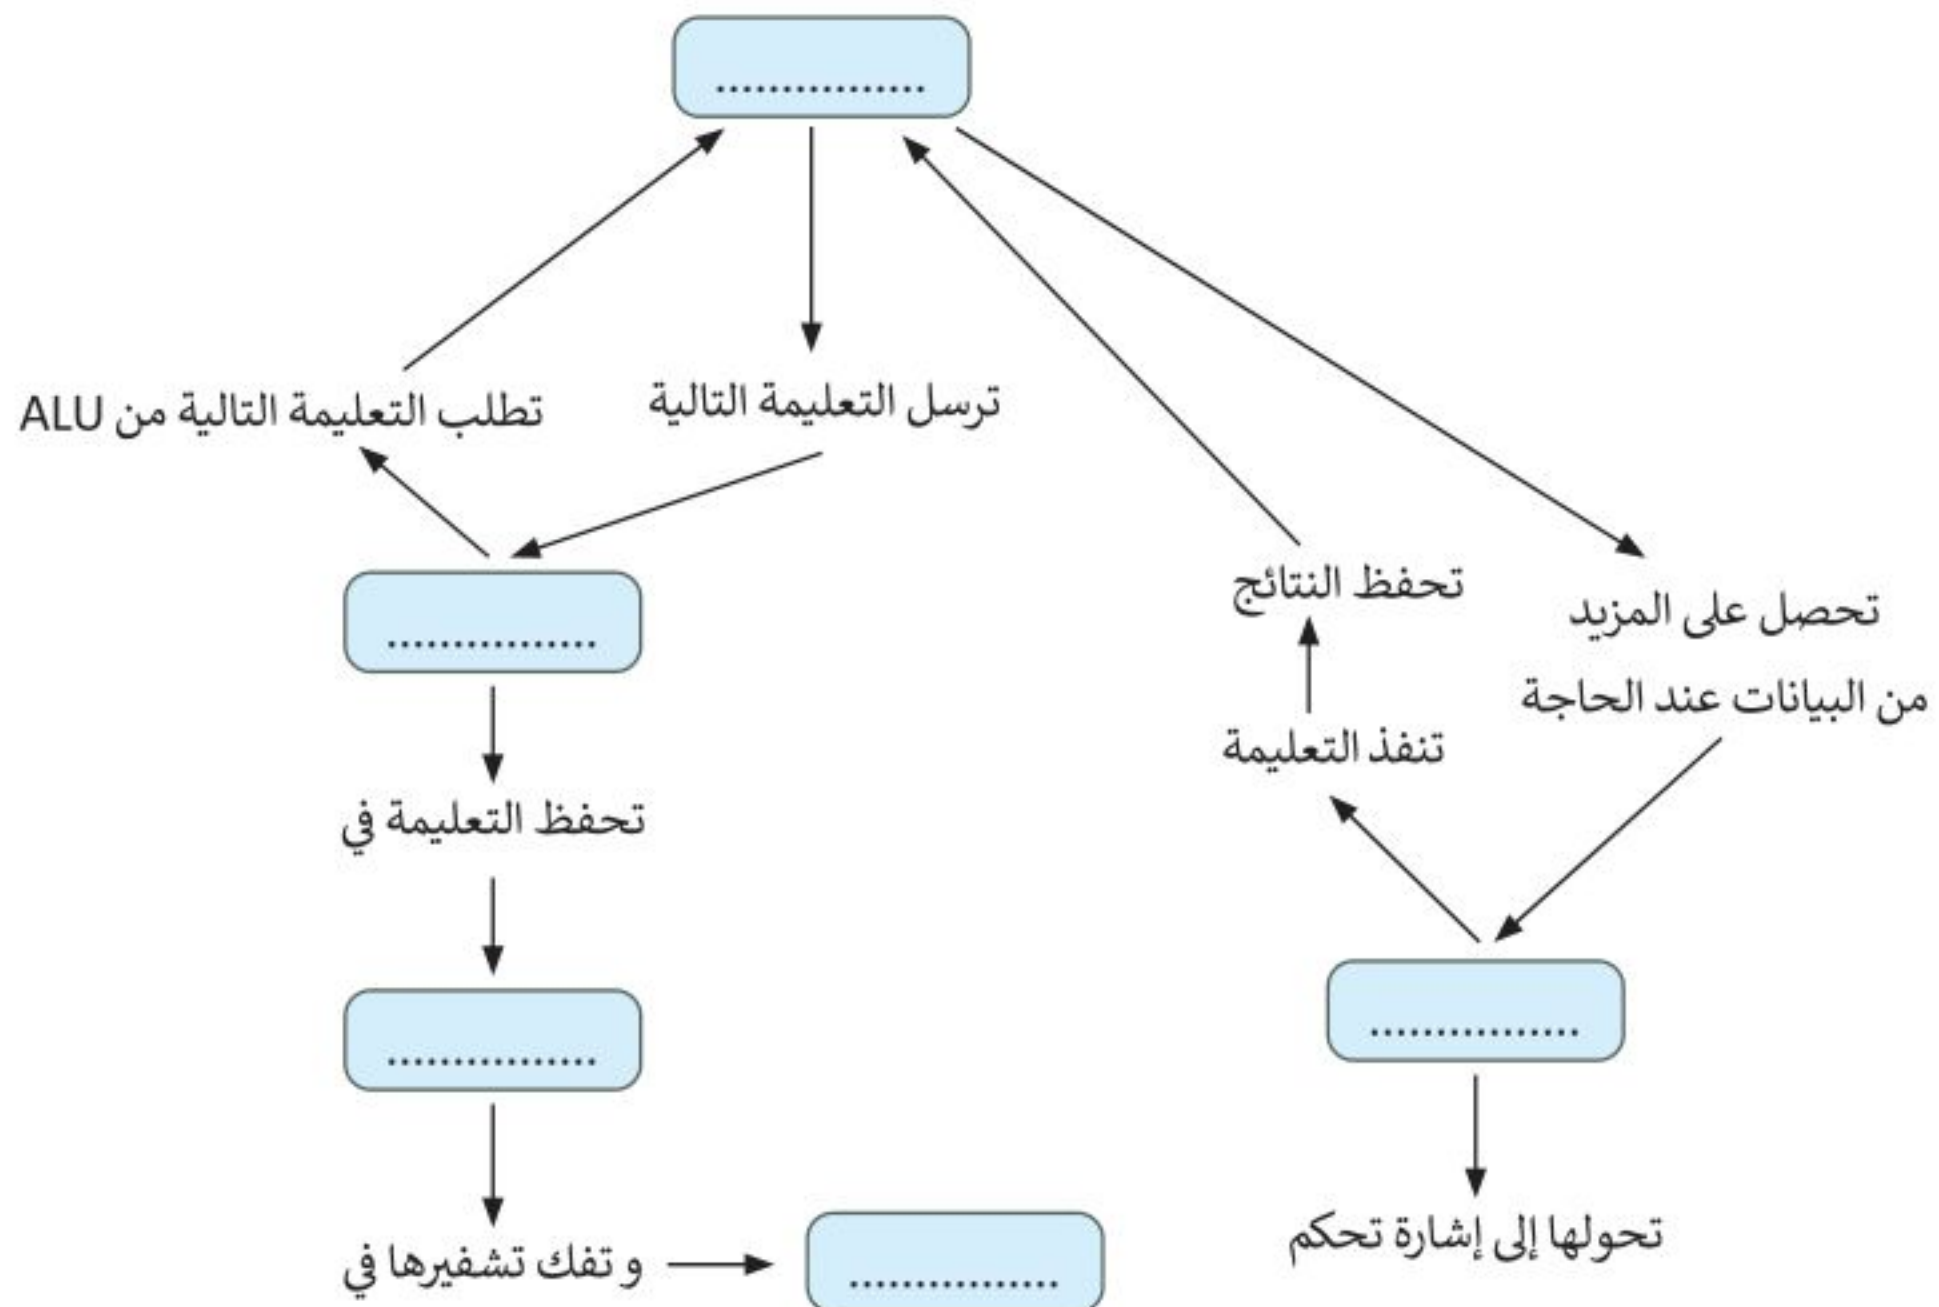 ................
تطلب التعليمة التالية من ALU
ترسل التعليمة التالية
................
تحفظ النتائج
تحصل على المزيد
من البيانات عند الحاجة
تنفذ التعليمة
تحفظ التعليمة في
................
................
تحولها إلى إشارة تحكم
و تفك تشفيرها في
................